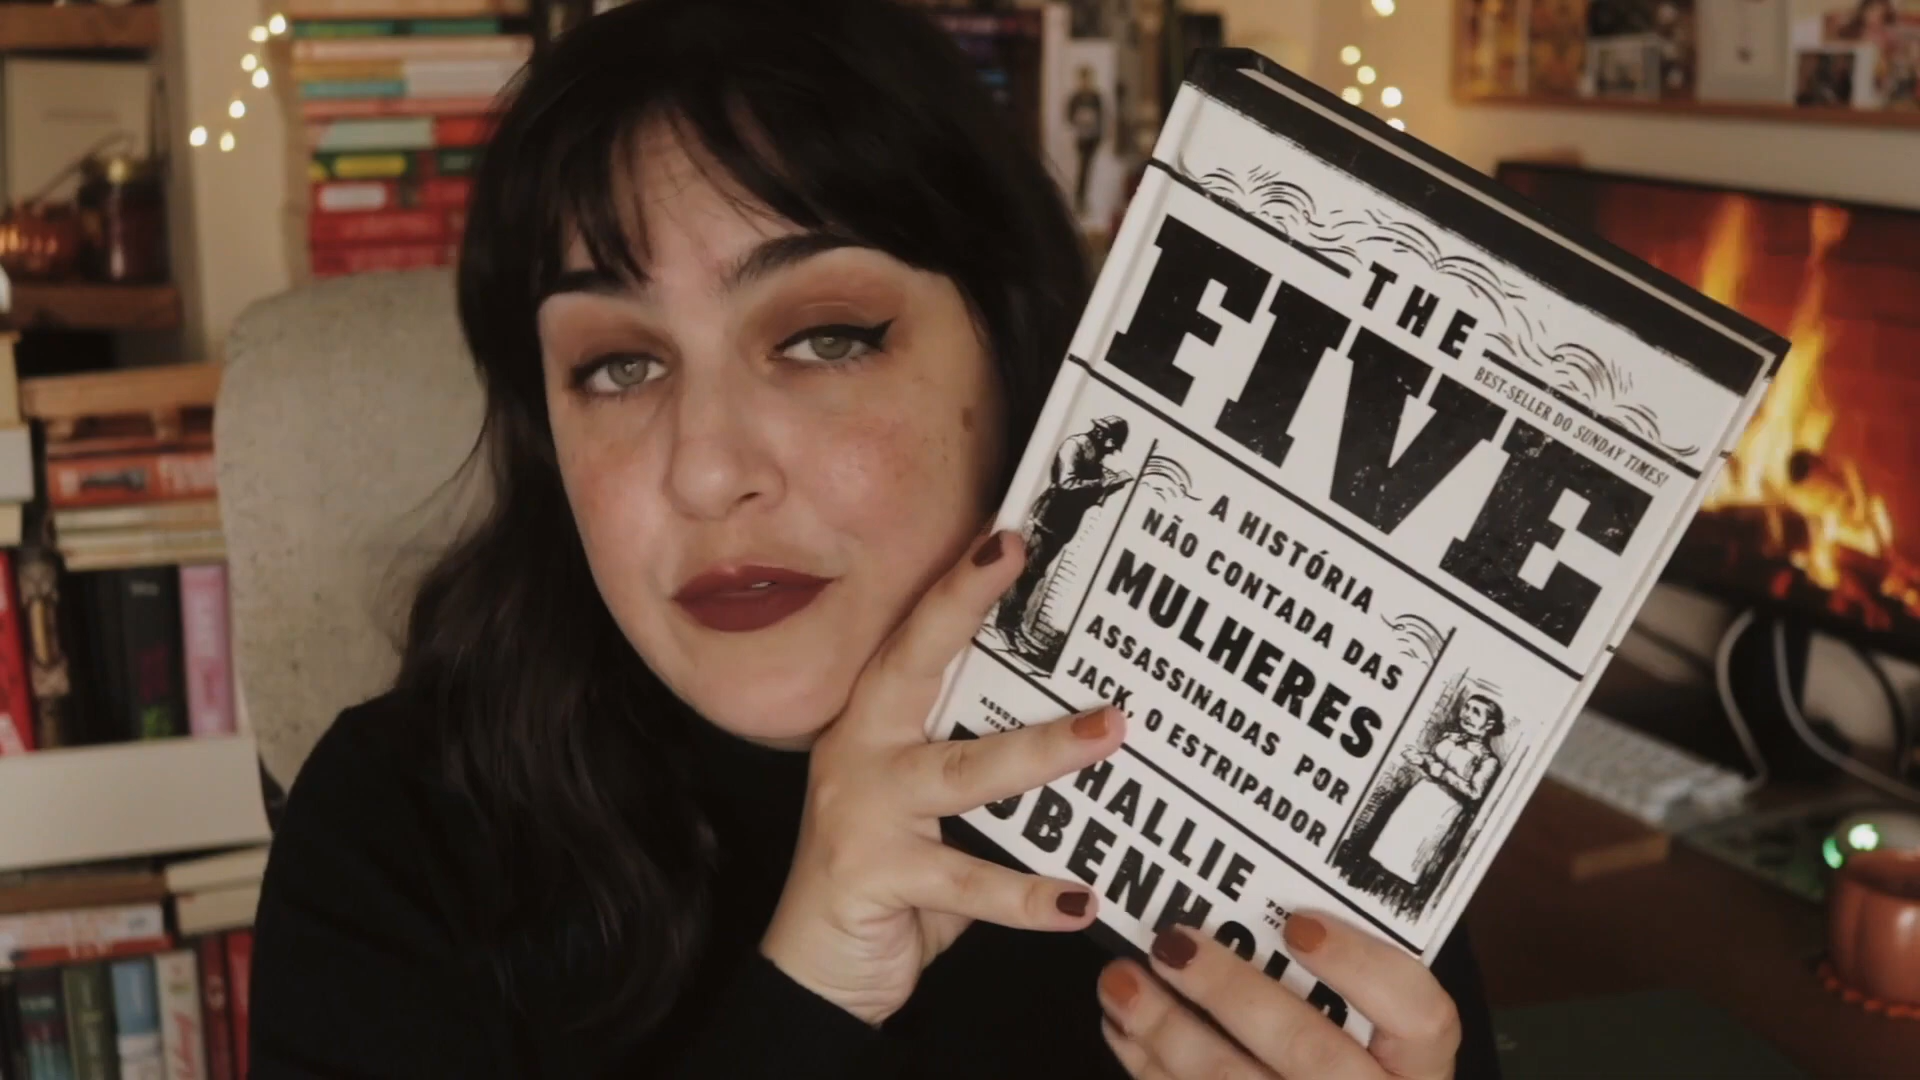 THE
FIVE
BEST-SELLER DO SUNDAY TIMES!
A HISTÓRIA
NÃO CONTADA DAS
MULHERES
ASSASSINADAS POR
JACK, O ESTRIPADOR
HALLIE